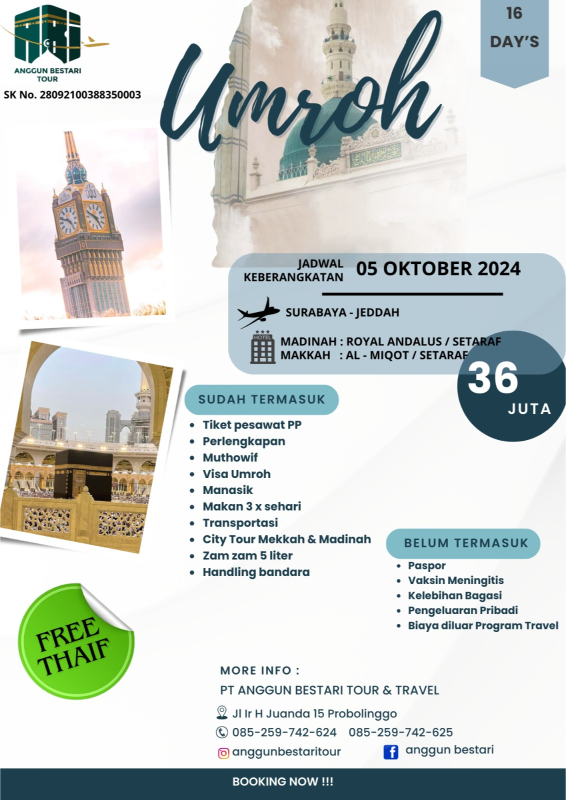 ANGGUN BESTARI
TOUR
SK No. 28092100388350003
Umroh
16
DAY'S
JADWAL
KEBERANGKATAN
05 OKTOBER 2024
SURABAYA - JEDDAH
HOTEL
MADINAH : ROYAL ANDALUS / SETARAF
MAKKAH : AL - MIQOT / SETARAF
36
JUTA
SUDAH TERMASUK
• Tiket pesawat PP
• Perlengkapan
• Muthowif
• Visa Umroh
• Manasik
• Makan 3 x sehari
• Transportasi
• City Tour Mekkah & Madinah
• Zam zam 5 liter
• Handling bandara
BELUM TERMASUK
• Paspor
• Vaksin Meningitis
• Kelebihan Bagasi
• Pengeluaran Pribadi
• Biaya diluar Program Travel
FREE
THAIF
MORE INFO :
PT ANGGUN BESTARI TOUR & TRAVEL
Jl Ir H Juanda 15 Probolinggo
085-259-742-624 085-259-742-625
anggunbestaritour
anggun bestari
BOOKING NOW !!!